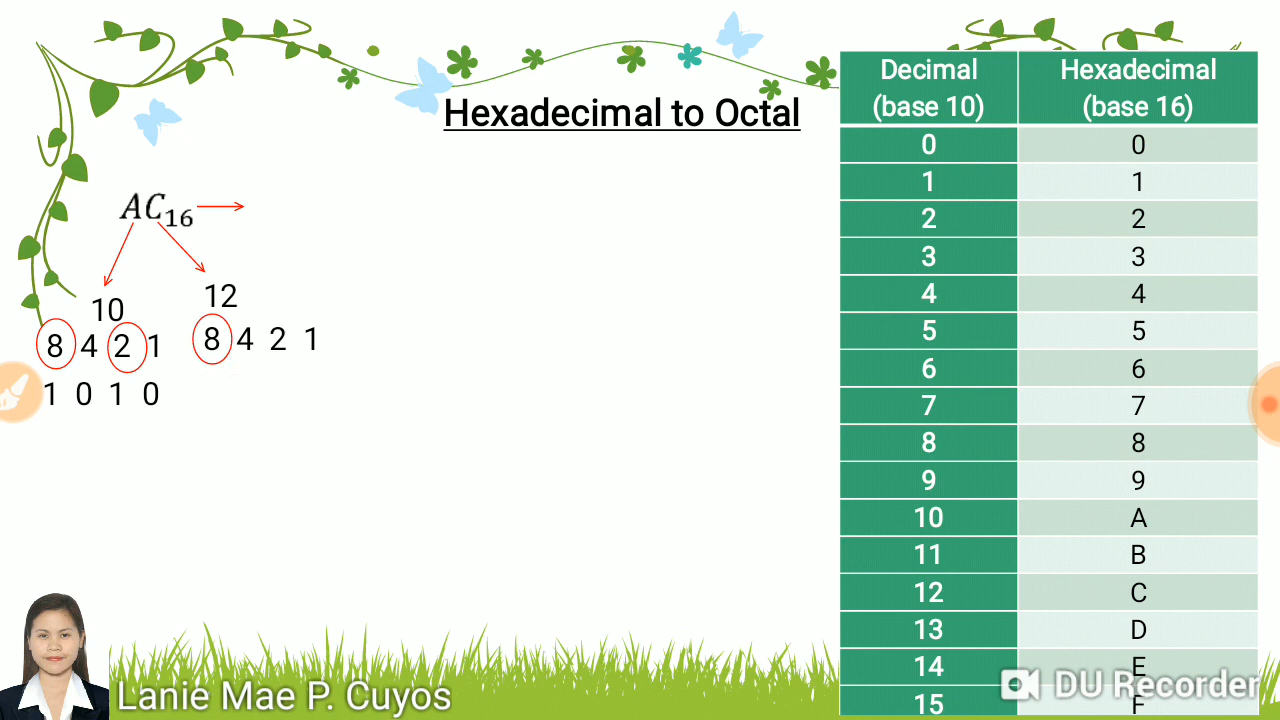 Hexadecimal to Octal
AC16
10 12
8 4 2 1 8 4 2 1
1 0 1 0
Decimal (base 10) Hexadecimal (base 16)
0 0
1 1
2 2
3 3
4 4
5 5
6 6
7 7
8 8
9 9
10 A
11 B
12 C
13 D
14 E
15 F
DU Recorder
Lanie Mae P. Cuyos